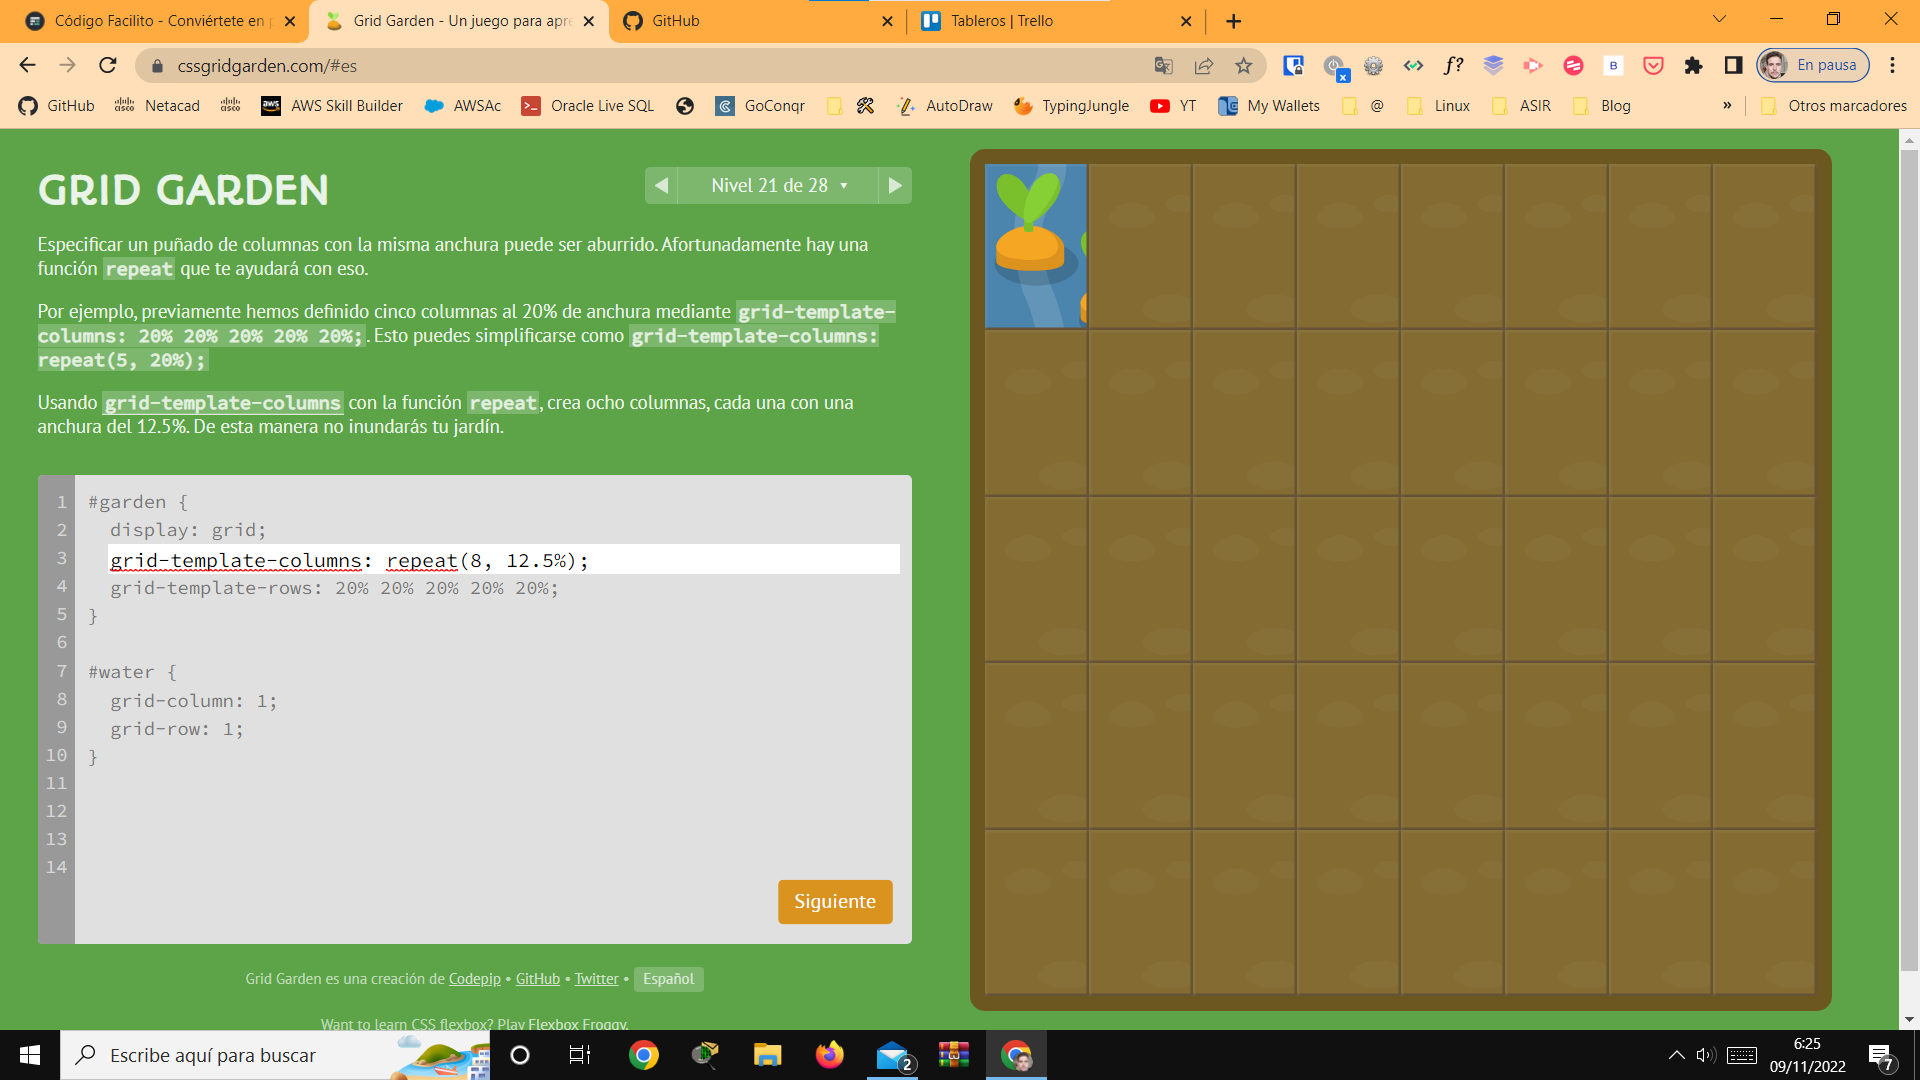 Código Facilito - Conviértete en p
Grid Garden - Un juego para apre
GitHub
Tableros | Trello
cssgridgarden.com/#es
f?
B
En pausa
GitHub
cisco
Netacad
cisco
aws
AWS Skill Builder
AWSAc
Oracle Live SQL
GoConqr
AutoDraw
TypingJungle
YT
My Wallets
@
Linux
ASIR
Blog
»
Otros marcadores
GRID GARDEN
Nivel 21 de 28
Especificar un puñado de columnas con la misma anchura puede ser aburrido. Afortunadamente hay una
función repeat que te ayudará con eso.
Por ejemplo, previamente hemos definido cinco columnas al 20% de anchura mediante grid-template-
columns: 20% 20% 20% 20% 20%;. Esto puedes simplificarse como grid-template-columns:
repeat(5, 20%);
Usando grid-template-columns con la función repeat, crea ocho columnas, cada una con una
anchura del 12.5%. De esta manera no inundarás tu jardín.
1 #garden {
2 display: grid;
3 grid-template-columns: repeat(8, 12.5%);
4 grid-template-rows: 20% 20% 20% 20% 20%;
5 }
6
7 #water {
8 grid-column: 1;
9 grid-row: 1;
10 }
11
12
13
14
Siguiente
Grid Garden es una creación de Codepip • GitHub • Twitter • Español
Want to learn CSS flexbox? Play Flexbox Froggy.
Escribe aquí para buscar
2
6:25
09/11/2022
7